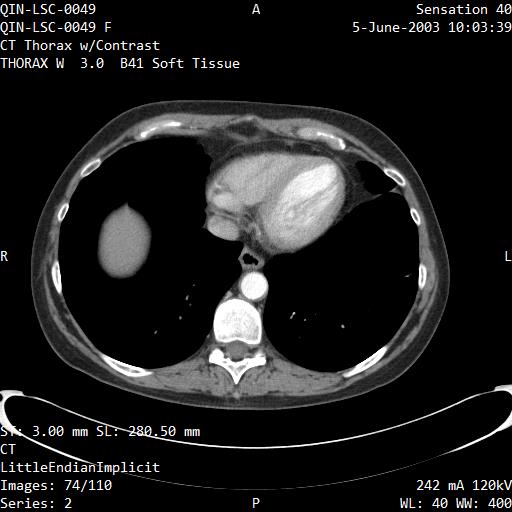 QIN-LSC-0049
A
Sensation 40
QIN-LSC-0049 F
5-June-2003 10:03:39
CT Thorax w/Contrast
THORAX W 3.0 B41 Soft Tissue
R
L
ST: 3.00 mm SL: 280.50 mm
CT
LittleEndianImplicit
Images: 74/110
242 mA 120kV
Series: 2
P
WL: 40 WW: 400